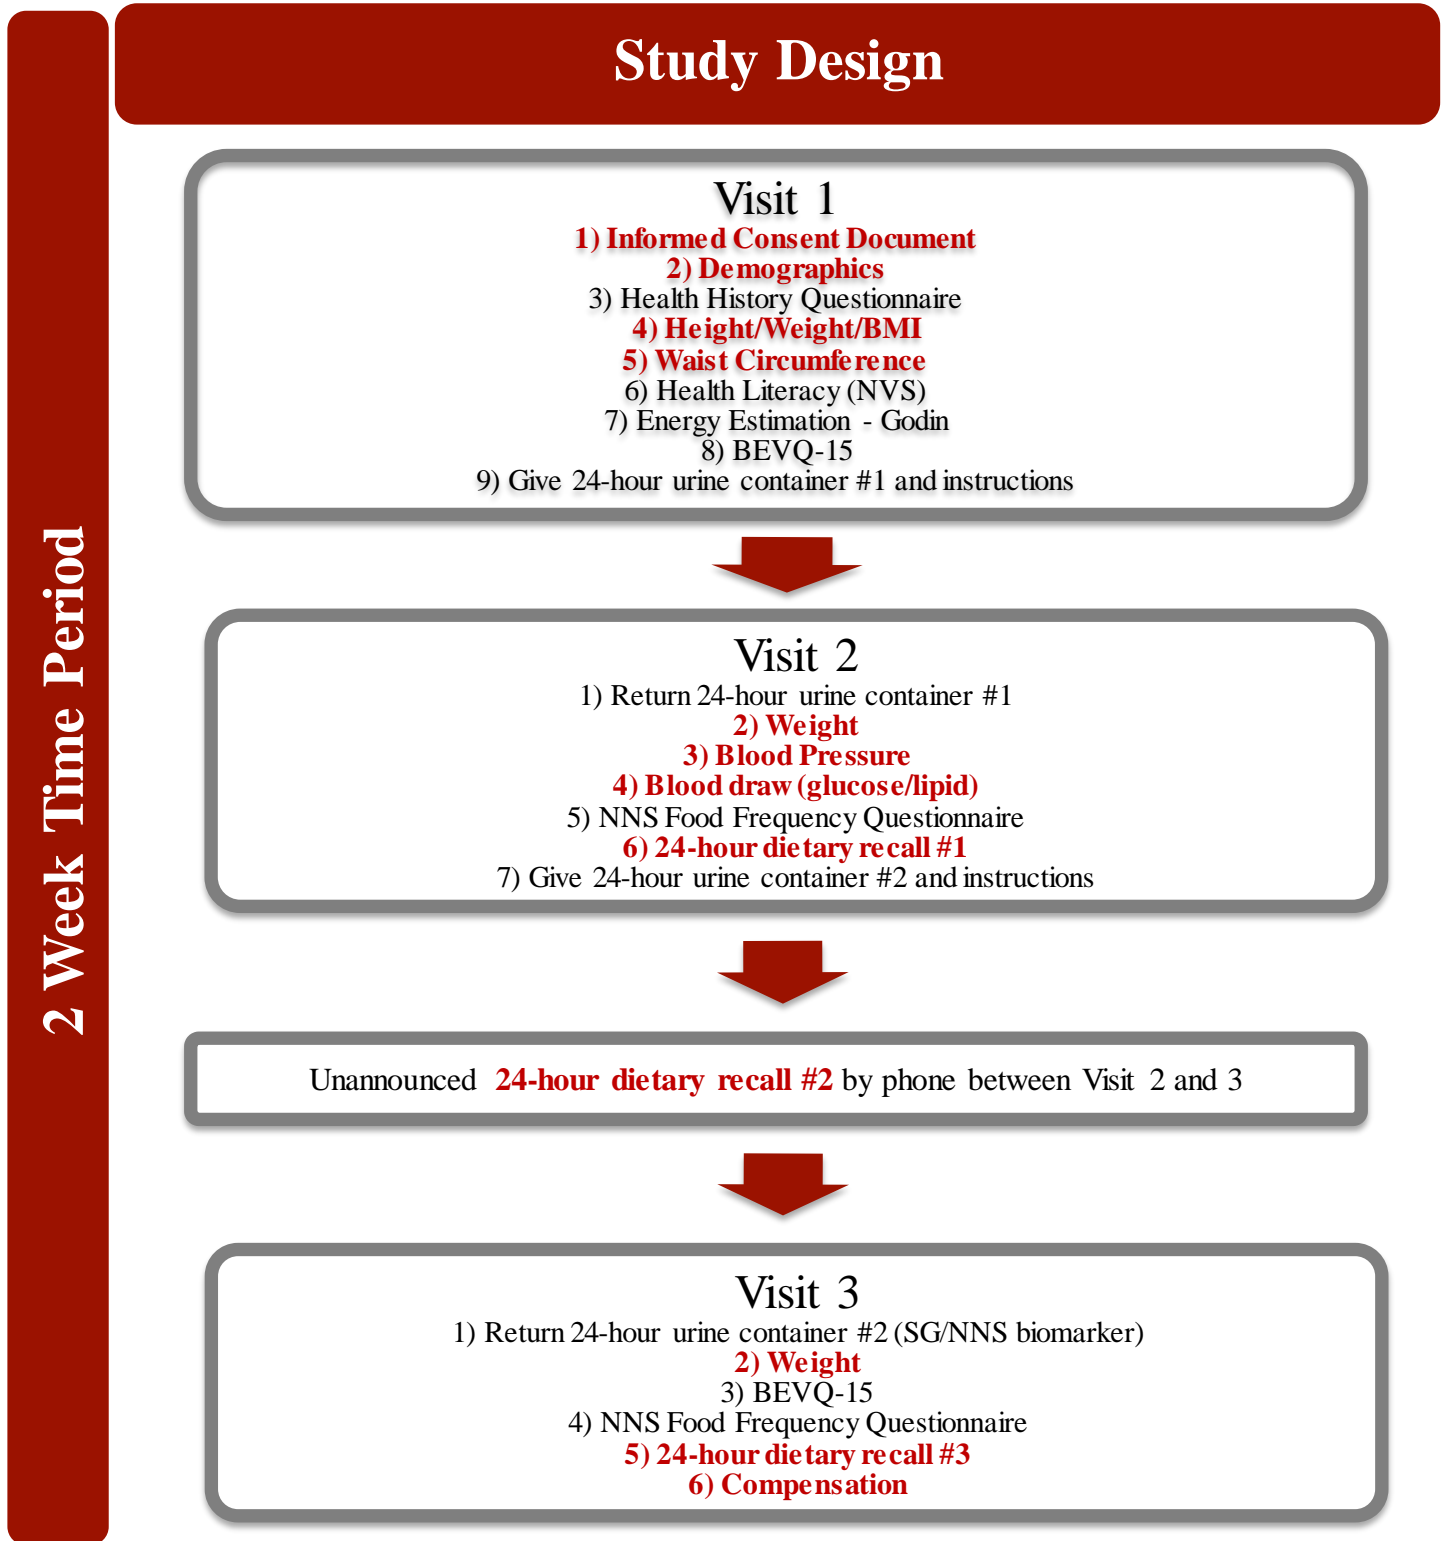 Study Design
2 Week Time Period
Visit 1
1) Informed Consent Document
2) Demographics
3) Health History Questionnaire
4) Height/Weight/BMI
5) Waist Circumference
6) Health Literacy (NVS)
7) Energy Estimation - Godin
8) BEVQ-15
9) Give 24-hour urine container #1 and instructions
Visit 2
1) Return 24-hour urine container #1
2) Weight
3) Blood Pressure
4) Blood draw (glucose/lipid)
5) NNS Food Frequency Questionnaire
6) 24-hour dietary recall #1
7) Give 24-hour urine container #2 and instructions
Unannounced 24-hour dietary recall #2 by phone between Visit 2 and 3
Visit 3
1) Return 24-hour urine container #2 (SG/NNS biomarker)
2) Weight
3) BEVQ-15
4) NNS Food Frequency Questionnaire
5) 24-hour dietary recall #3
6) Compensation